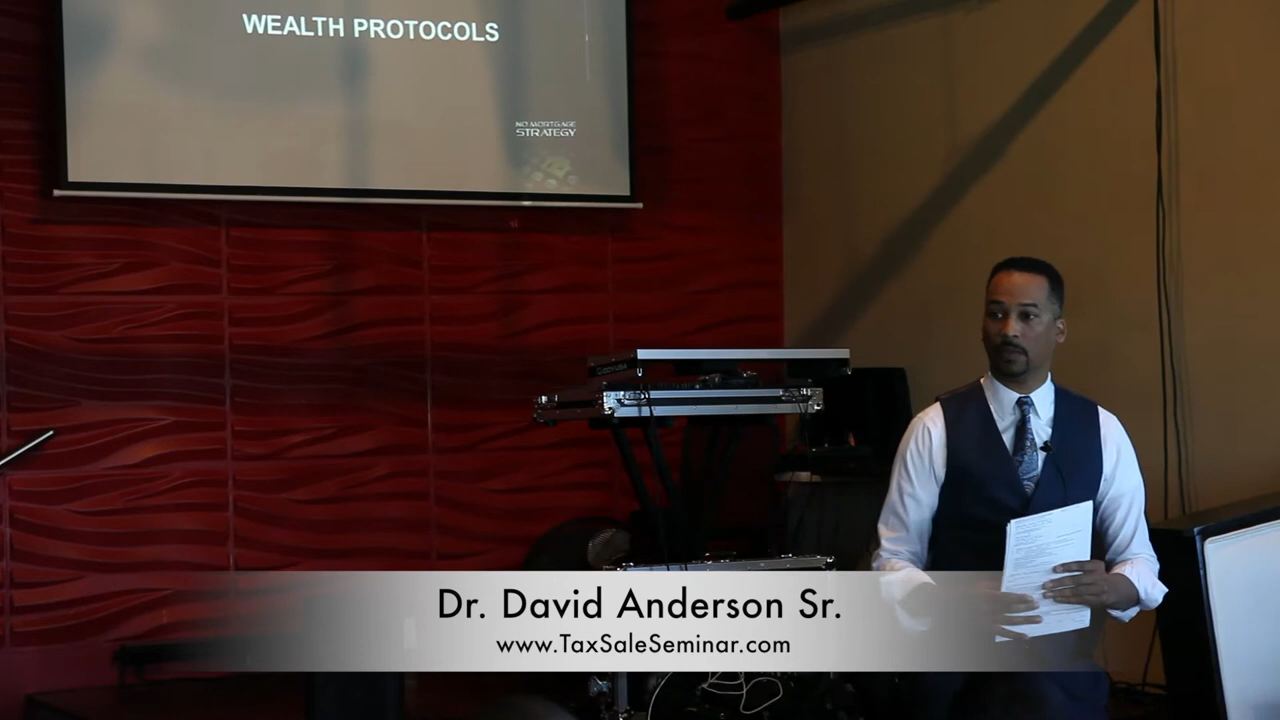 WEALTH PROTOCOLS
NO MORTGAGE
STRATEGY
Dr. David Anderson Sr.
www.TaxSaleSeminar.com